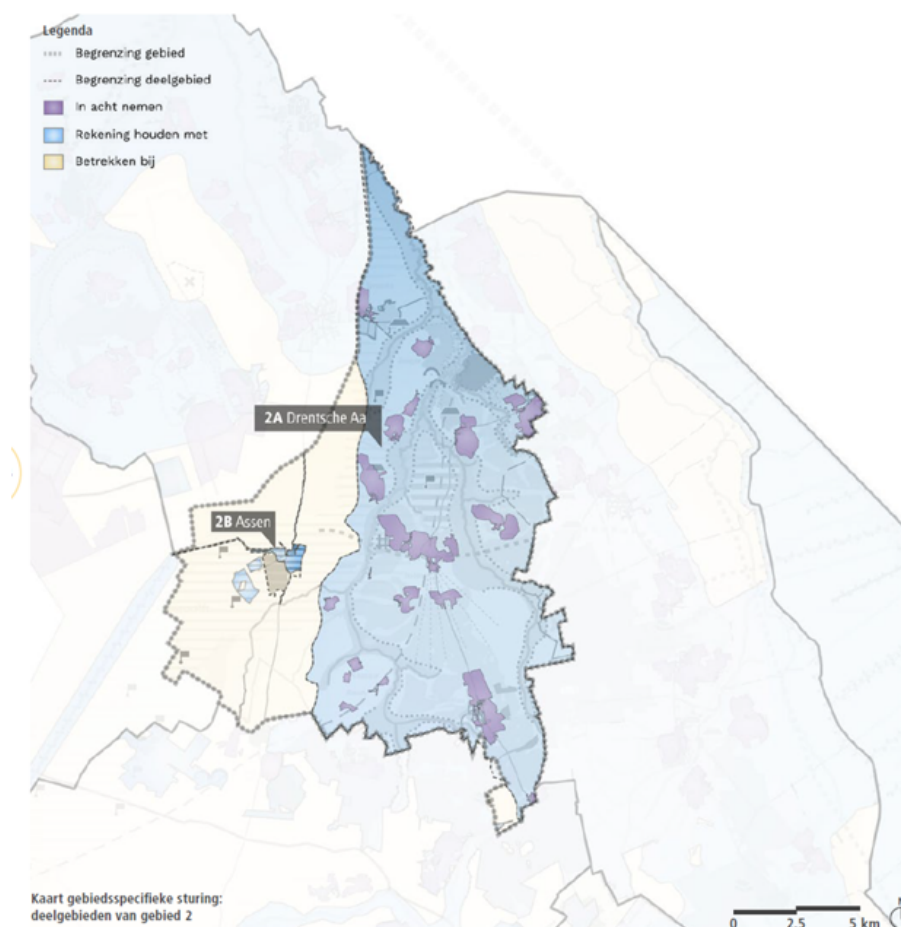 Legenda
Begrenzing gebied
Begrenzing deelgebied
In acht nemen
Rekening houden met
Betrekken bij
2A Drentsche Aa
2B Assen
Kaart gebiedsspecifieke sturing:
deelgebieden van gebied 2
0 2.5 5 km